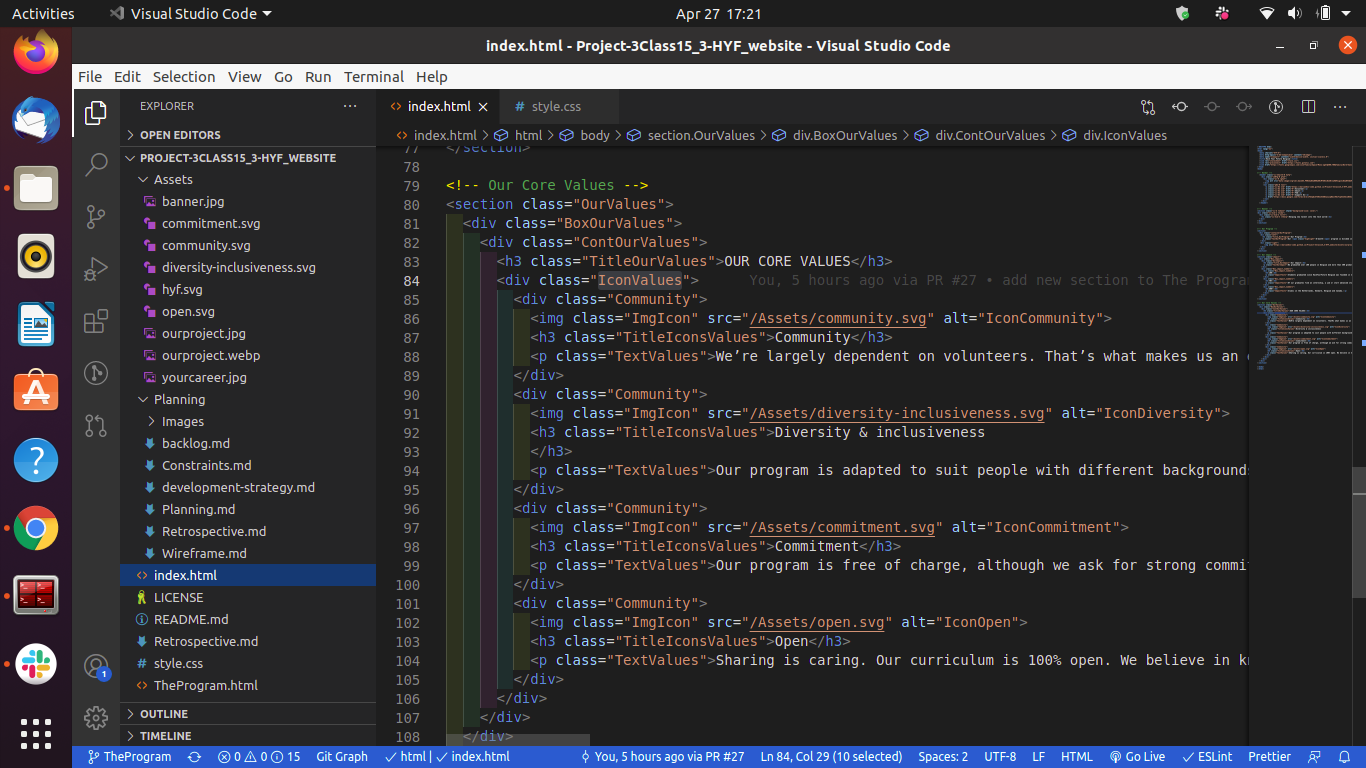 Activities Visual Studio Code Apr 27 17:21
index.html - Project-3Class15_3-HYF_website - Visual Studio Code
File Edit Selection View Go Run Terminal Help
EXPLORER
OPEN EDITORS
PROJECT-3CLASS15_3-HYF_WEBSITE
Assets
banner.jpg
commitment.svg
community.svg
diversity-inclusiveness.svg
hyf.svg
open.svg
ourproject.jpg
ourproject.webp
yourcareer.jpg
Planning
Images
backlog.md
Constraints.md
development-strategy.md
Planning.md
Retrospective.md
Wireframe.md
index.html
LICENSE
README.md
Retrospective.md
style.css
TheProgram.html
OUTLINE
TIMELINE
1
index.html style.css
index.html > html > body > section.OurValues > div.BoxOurValues > div.ContOurValues > div.IconValues
77 </section>
78
79 <!-- Our Core Values -->
80 <section class="OurValues">
81 <div class="BoxOurValues">
82 <div class="ContOurValues">
83 <h3 class="TitleOurValues">OUR CORE VALUES</h3>
84 <div class="IconValues"> You, 5 hours ago via PR #27 • add new section to The Program
85 <div class="Community">
86 <img class="ImgIcon" src="/Assets/community.svg" alt="IconCommunity">
87 <h3 class="TitleIconsValues">Community</h3>
88 <p class="TextValues">We’re largely dependent on volunteers. That’s what makes us an
89 </div>
90 <div class="Community">
91 <img class="ImgIcon" src="/Assets/diversity-inclusiveness.svg" alt="IconDiversity">
92 <h3 class="TitleIconsValues">Diversity & inclusiveness
93 </h3>
94 <p class="TextValues">Our program is adapted to suit people with different backgrounds
95 </div>
96 <div class="Community">
97 <img class="ImgIcon" src="/Assets/commitment.svg" alt="IconCommitment">
98 <h3 class="TitleIconsValues">Commitment</h3>
99 <p class="TextValues">Our program is free of charge, although we ask for strong commit
100 </div>
101 <div class="Community">
102 <img class="ImgIcon" src="/Assets/open.svg" alt="IconOpen">
103 <h3 class="TitleIconsValues">Open</h3>
104 <p class="TextValues">Sharing is caring. Our curriculum is 100% open. We believe in kn
105 </div>
106 </div>
107 </div>
108 </div>
TheProgram 0 0 15 Git Graph html | index.html You, 5 hours ago via PR #27 Ln 84, Col 29 (10 selected) Spaces: 2 UTF-8 LF HTML Go Live ESLint Prettier